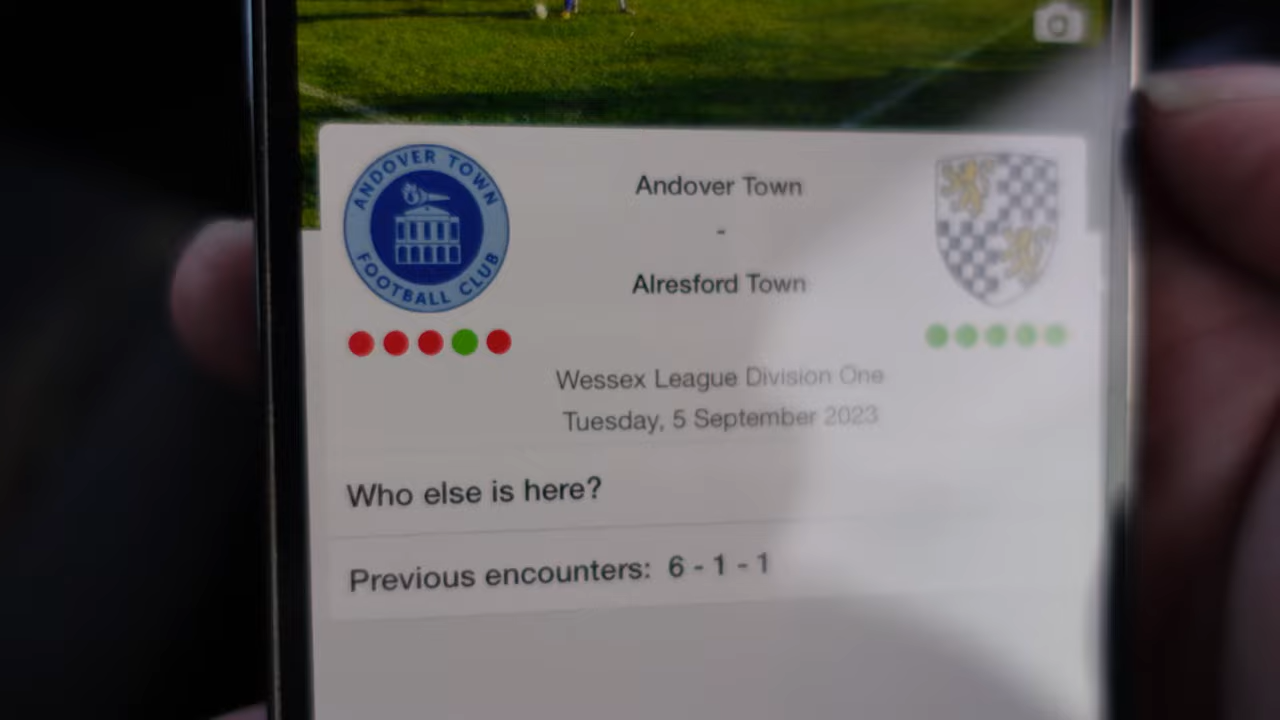 ANDOVER TOWN
FOOTBALL CLUB
Andover Town
-
Alresford Town
Wessex League Division One
Tuesday, 5 September 2023
Who else is here?
Previous encounters: 6 - 1 - 1